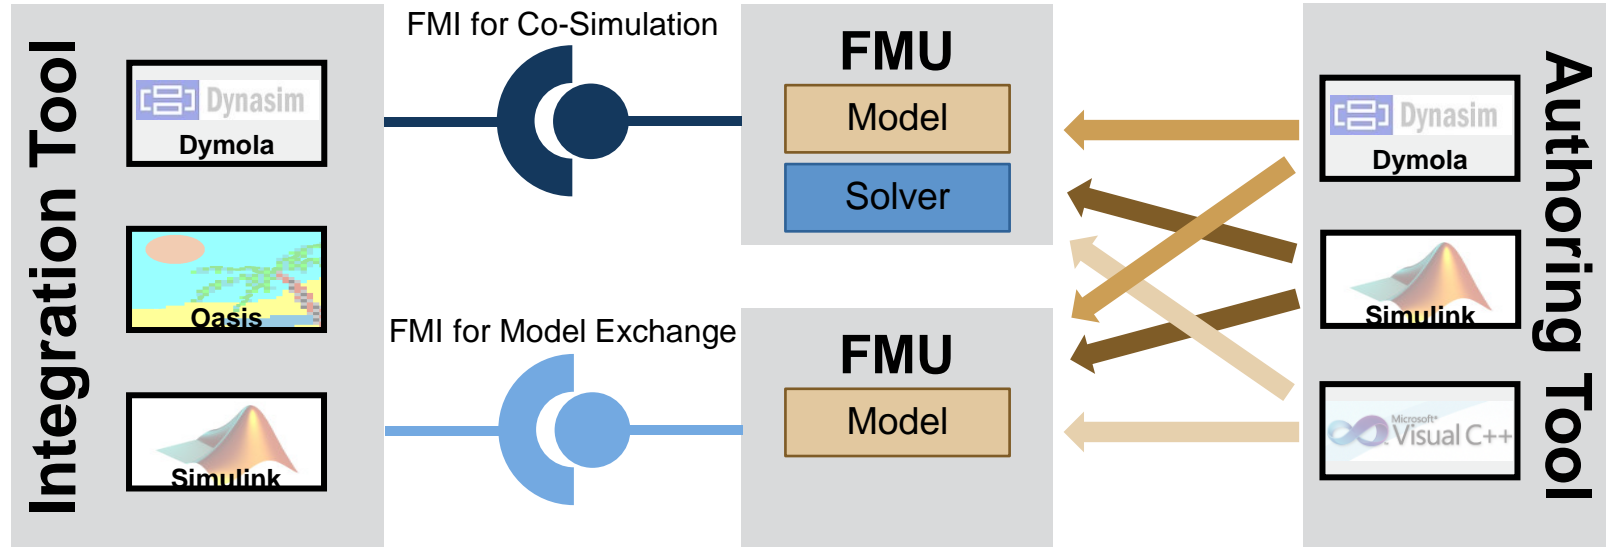 Integration Tool
Dynasim
Dymola
Oasis
Simulink
FMI for Co-Simulation
FMI for Model Exchange
FMU
Model
Solver
FMU
Model
Dynasim
Dymola
Simulink
Microsoft®
Visual C++
Authoring Tool